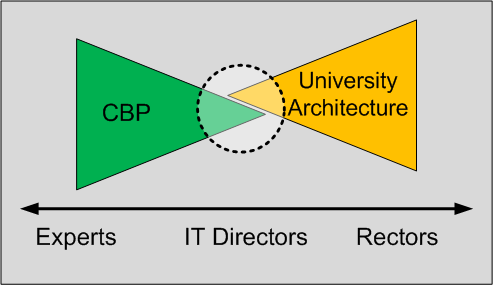 CBP
University
Architecture
Experts IT Directors Rectors